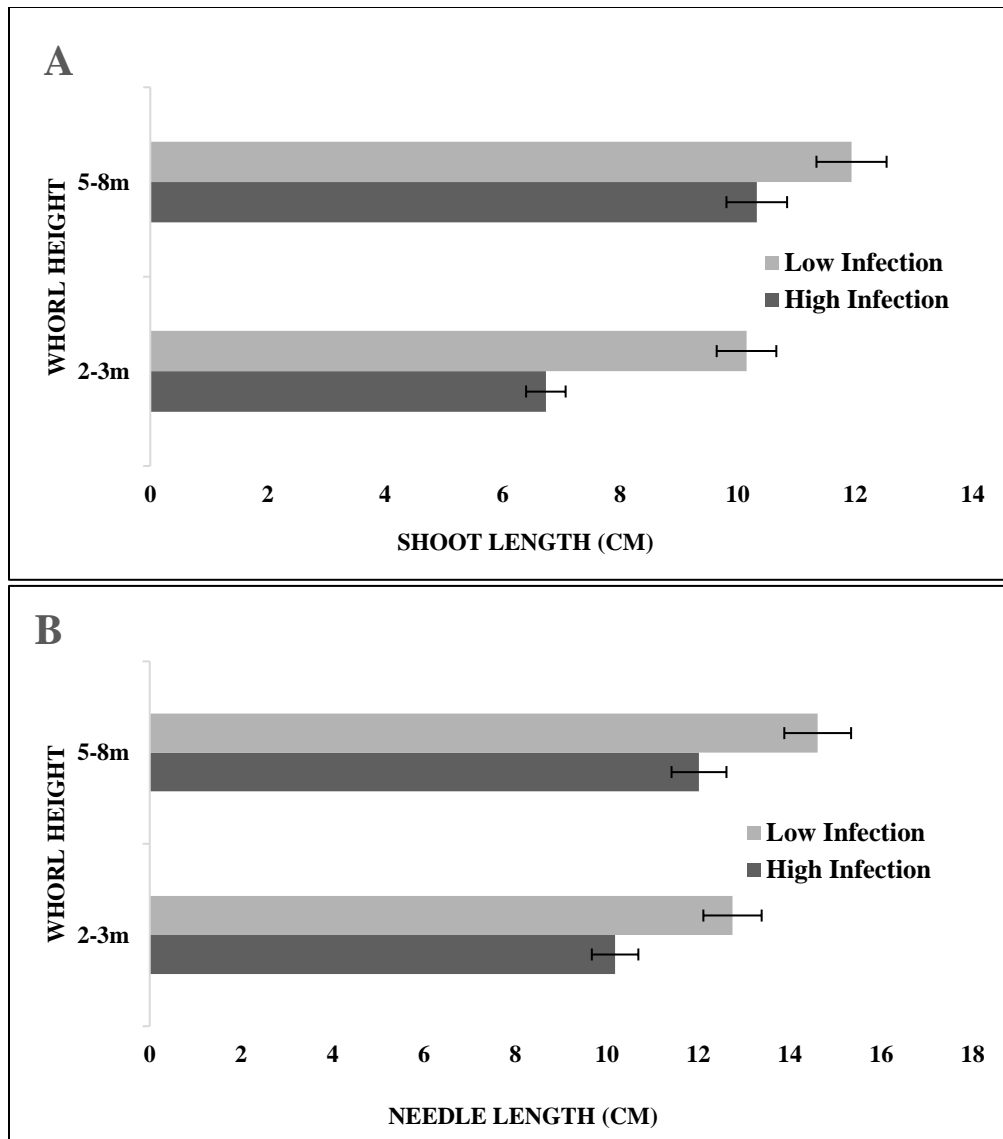 A
WHORL HEIGHT
5-8m
2-3m
Low Infection
High Infection
0 2 4 6 8 10 12 14
SHOOT LENGTH (CM)
B
WHORL HEIGHT
5-8m
2-3m
Low Infection
High Infection
0 2 4 6 8 10 12 14 16 18
NEEDLE LENGTH (CM)